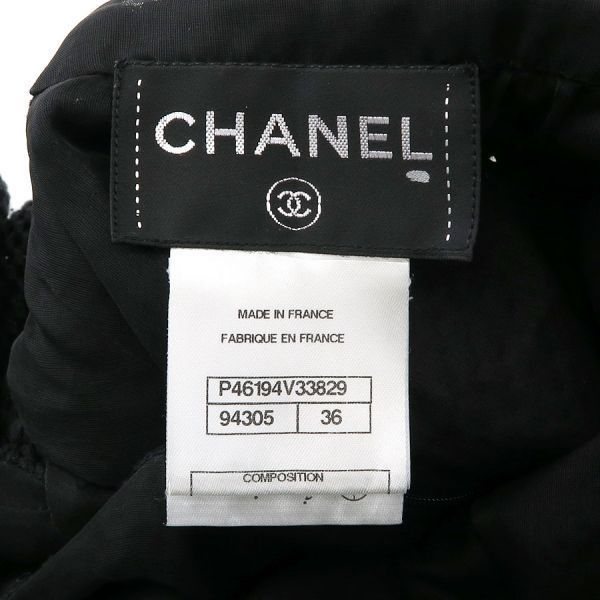 CHANEL
MADE IN FRANCE
FABRIQUE EN FRANCE
P46194V33829
94305 36
COMPOSITION